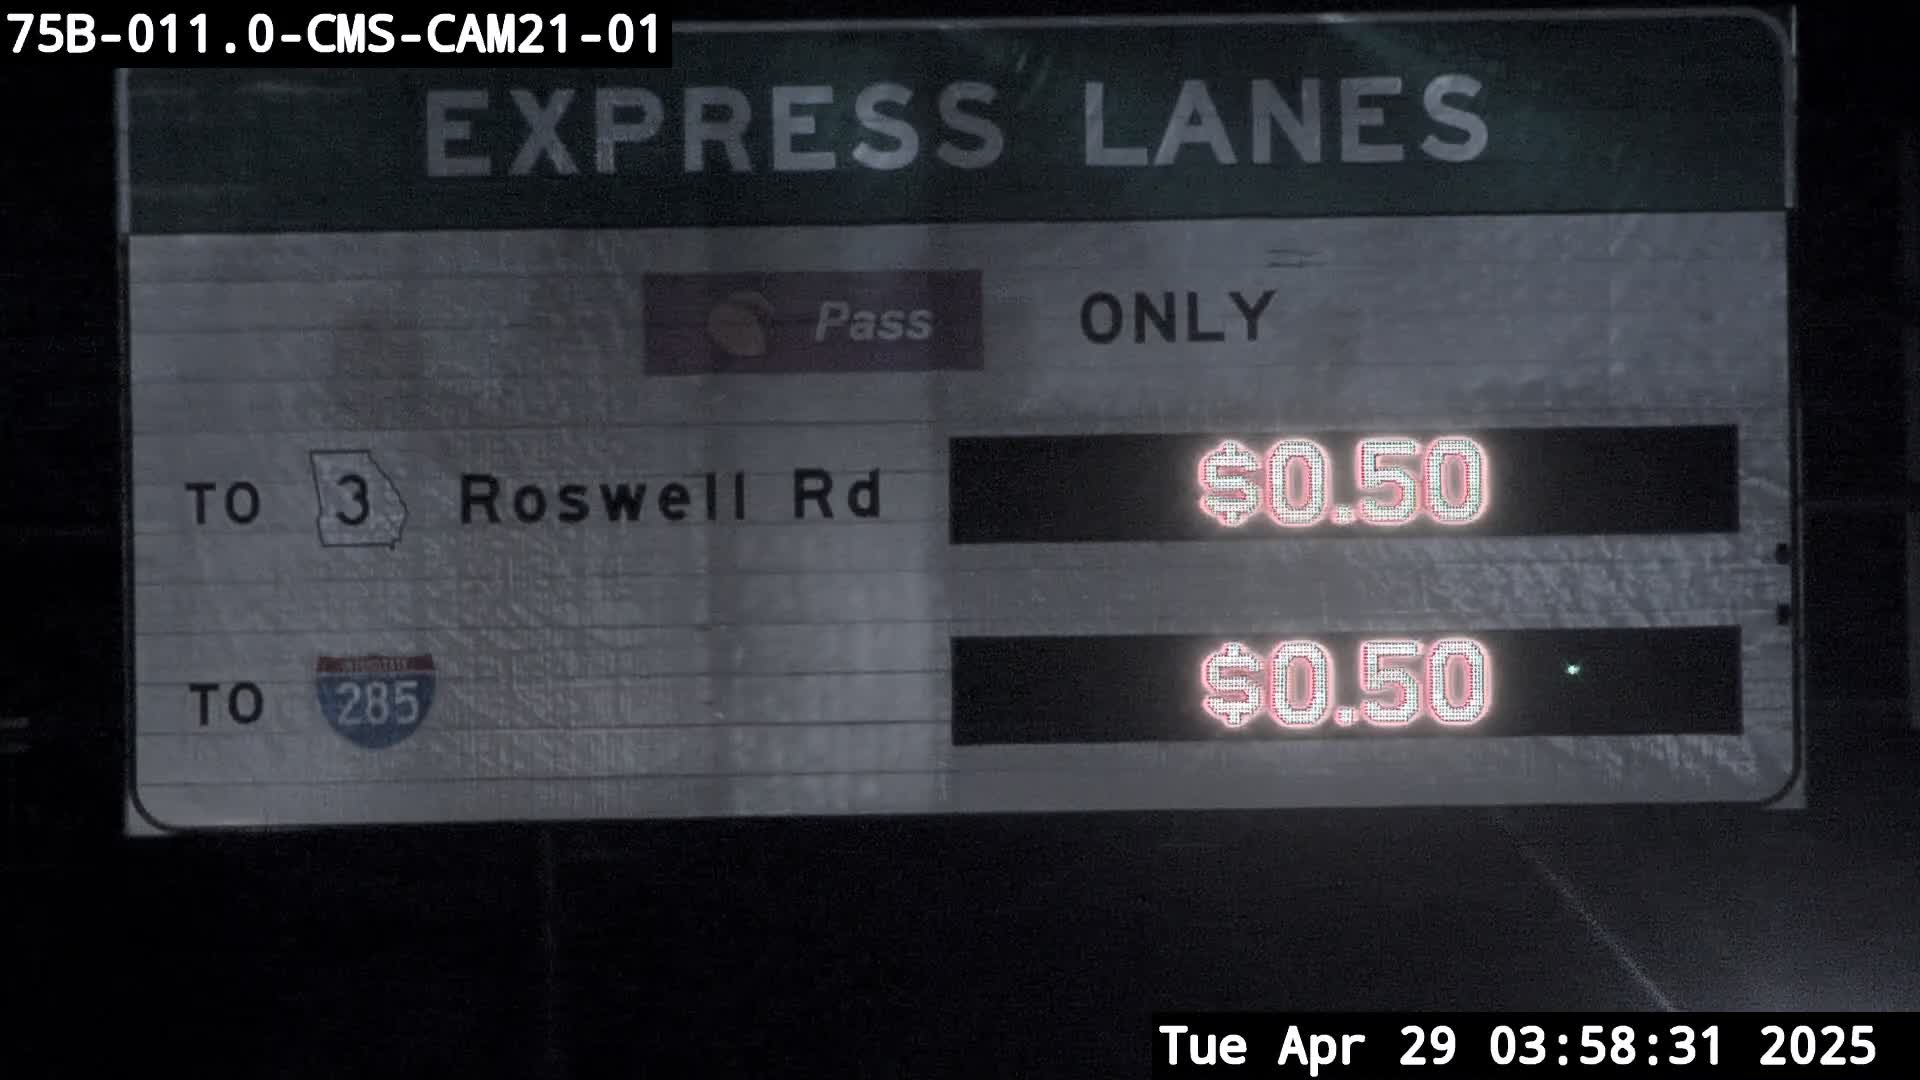 75B-011.0-CMS-CAM21-01
EXPRESS LANES
Pass ONLY
TO 3 Roswell Rd $0.50
TO INTERSTATE 285 $0.50
Tue Apr 29 03:58:31 2025